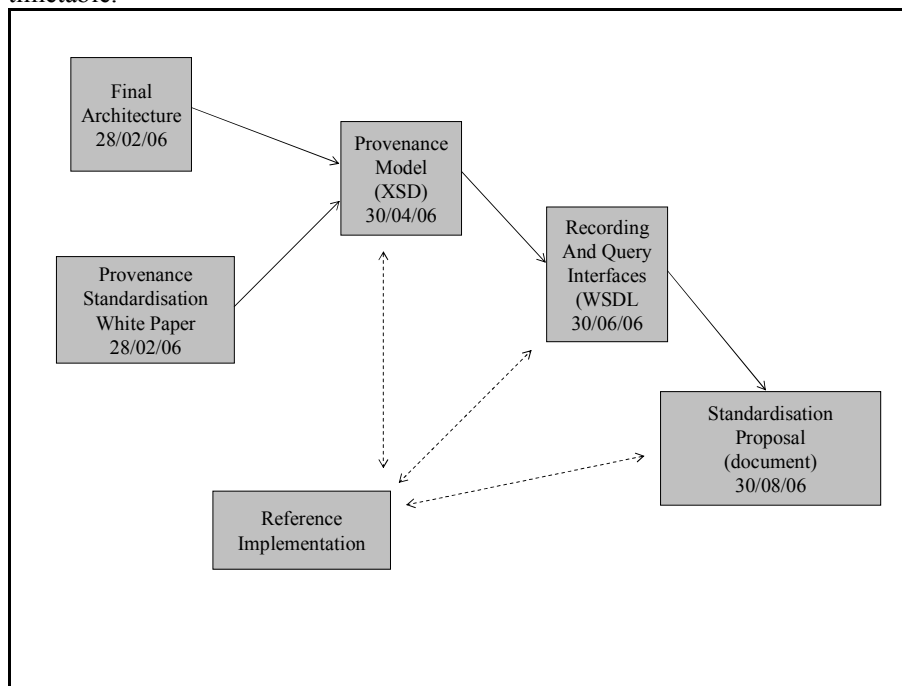 timetable.
Final
Architecture
28/02/06
Provenance
Model
(XSD)
30/04/06
Provenance
Standardisation
White Paper
28/02/06
Recording
And Query
Interfaces
(WSDL
30/06/06
Standardisation
Proposal
(document)
30/08/06
Reference
Implementation